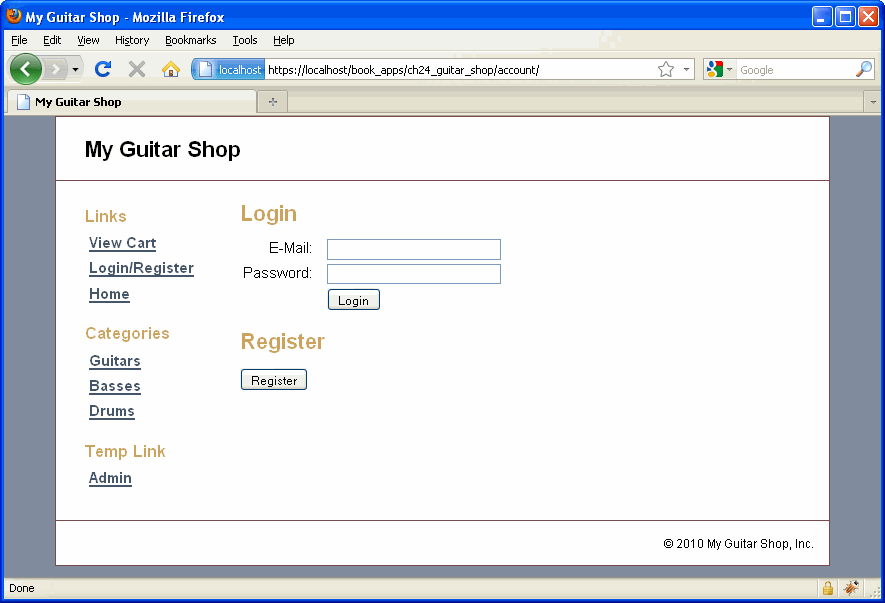 My Guitar Shop - Mozilla Firefox
File Edit View History Bookmarks Tools Help
localhost https://localhost/book_apps/ch24_guitar_shop/account/ Google
My Guitar Shop
My Guitar Shop
Links
View Cart
Login/Register
Home
Categories
Guitars
Basses
Drums
Temp Link
Admin
Login
E-Mail:
Password:
Login
Register
Register
© 2010 My Guitar Shop, Inc.
Done